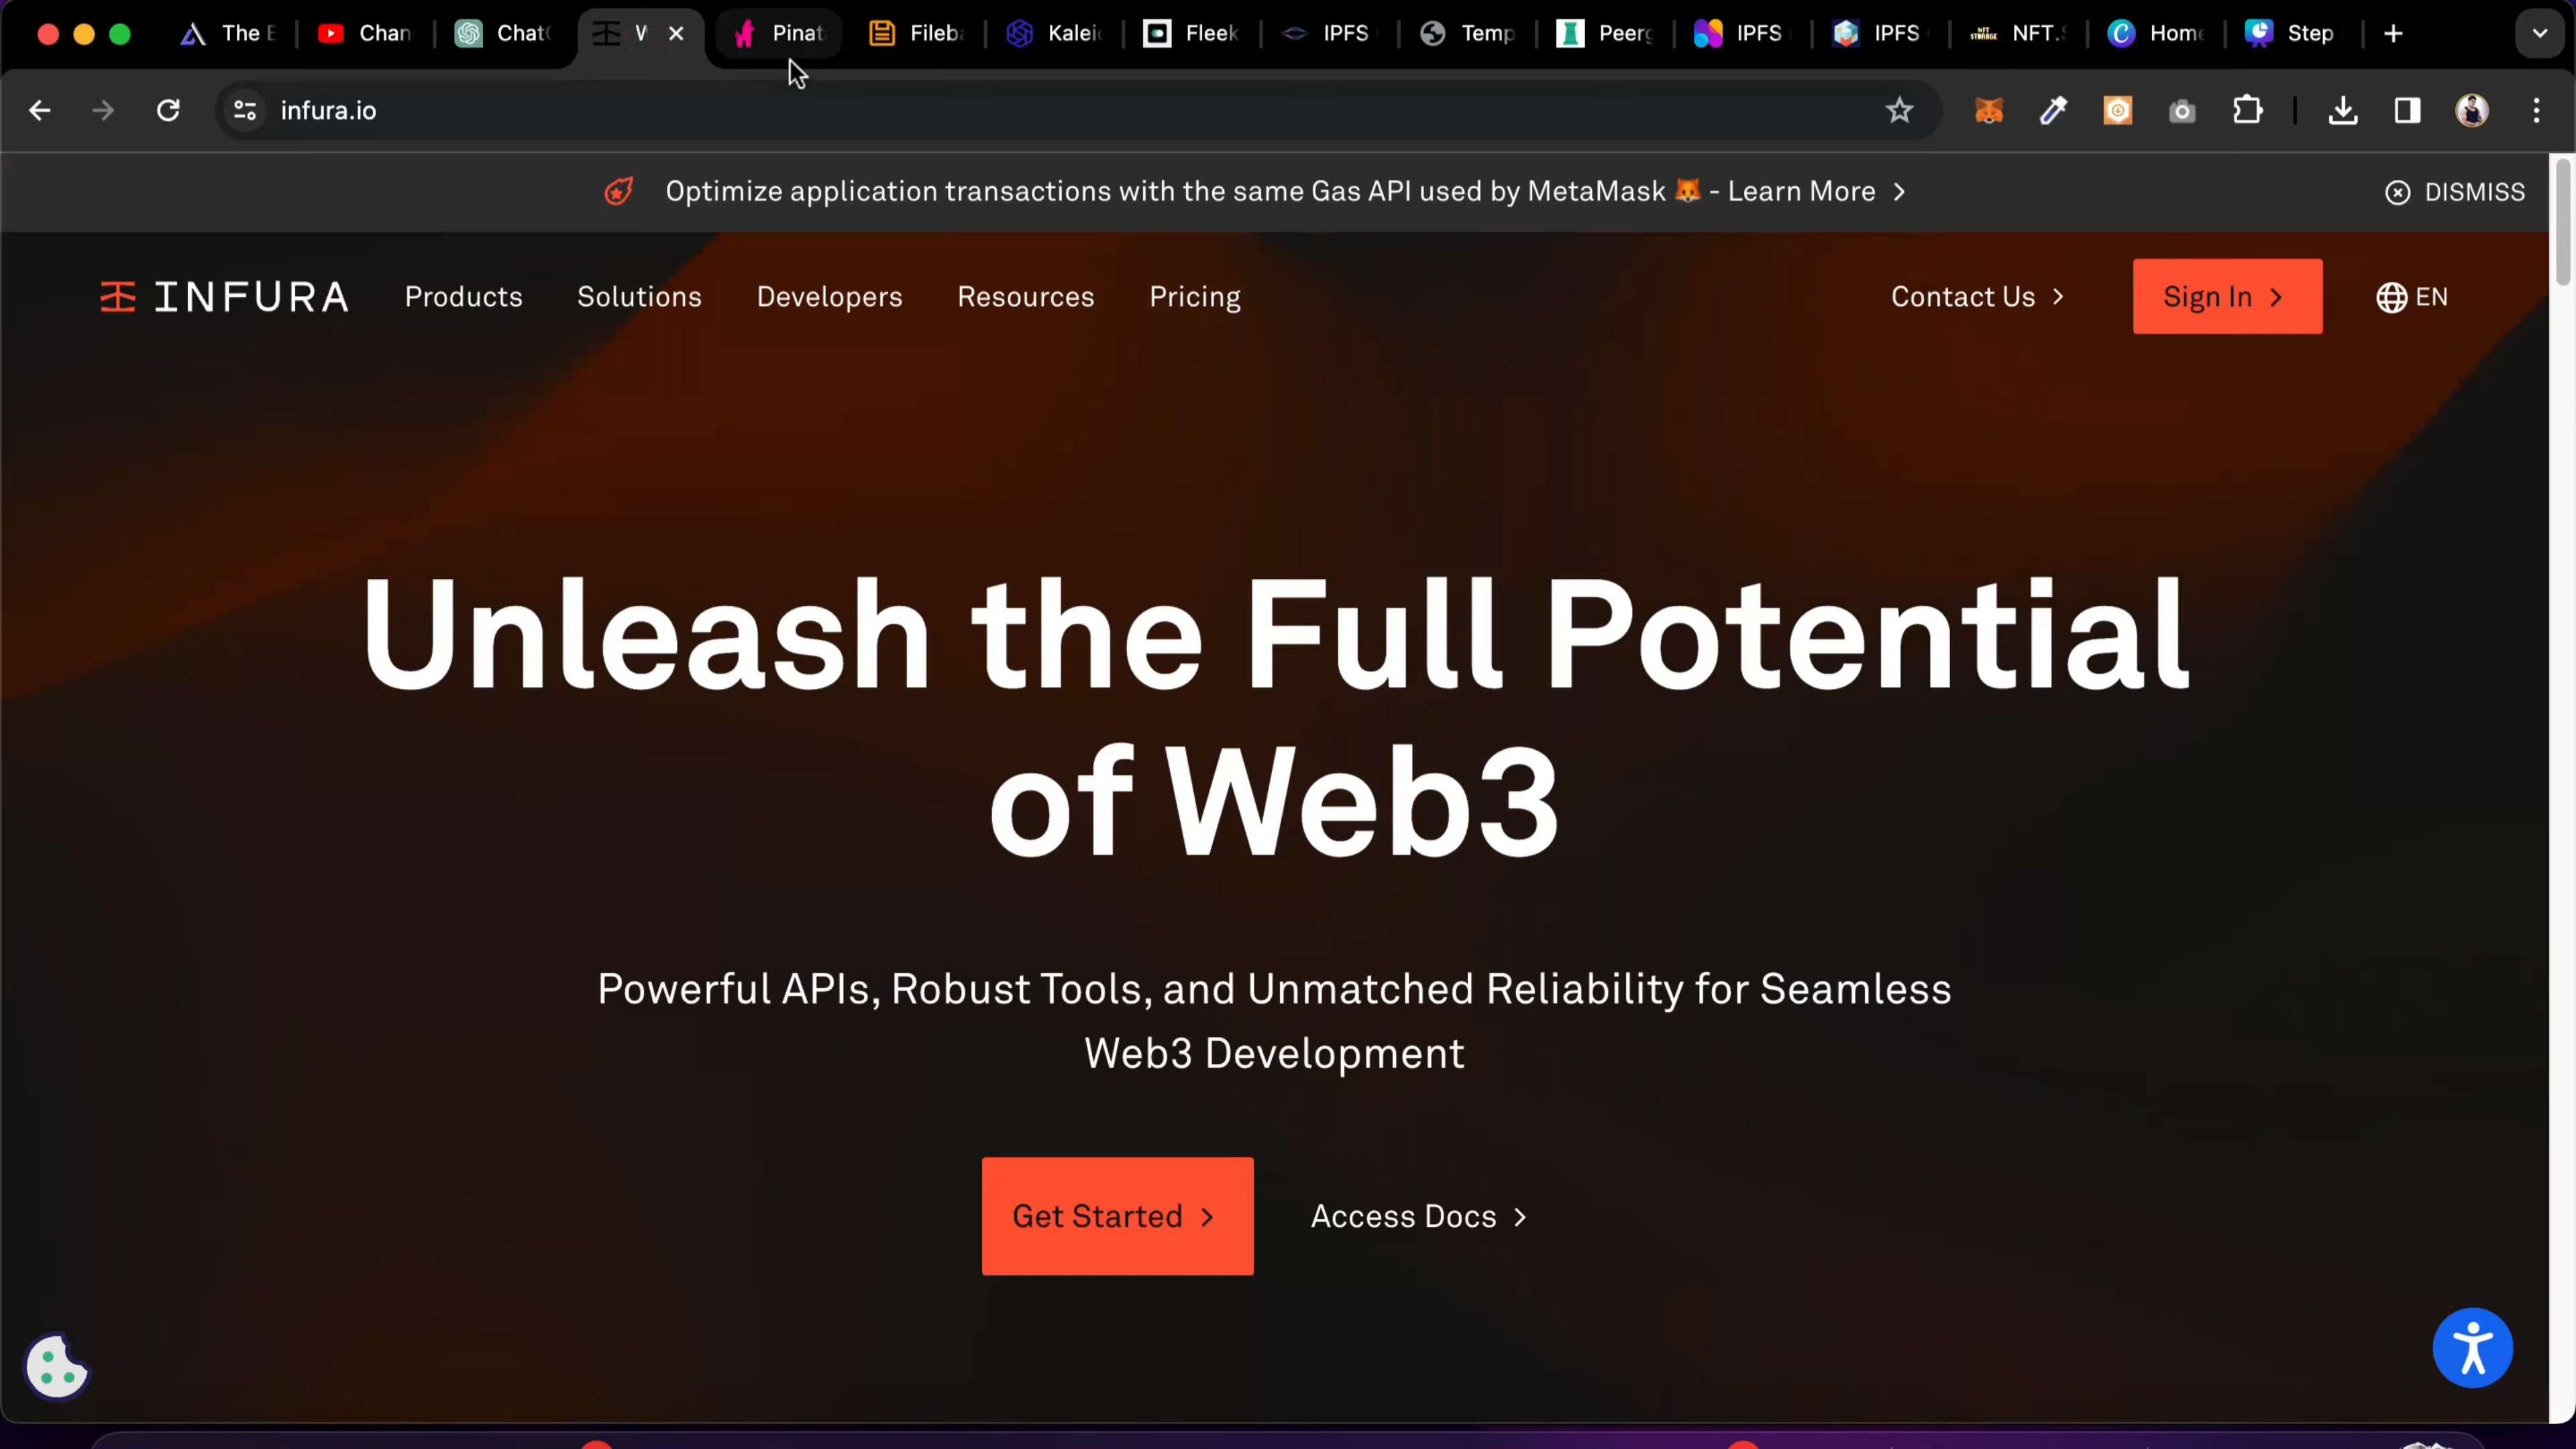 The
Chan
Chat
W
Pinat
Fileba
Kaleid
Fleek
IPFS
Temp
Peerg
IPFS
IPFS
NFT.S
Home
Step
infura.io
Optimize application transactions with the same Gas API used by MetaMask 🦊 - Learn More
DISMISS
INFURA
Products
Solutions
Developers
Resources
Pricing
Contact Us
Sign In
EN
Unleash the Full Potential
of Web3
Powerful APIs, Robust Tools, and Unmatched Reliability for Seamless
Web3 Development
Get Started
Access Docs